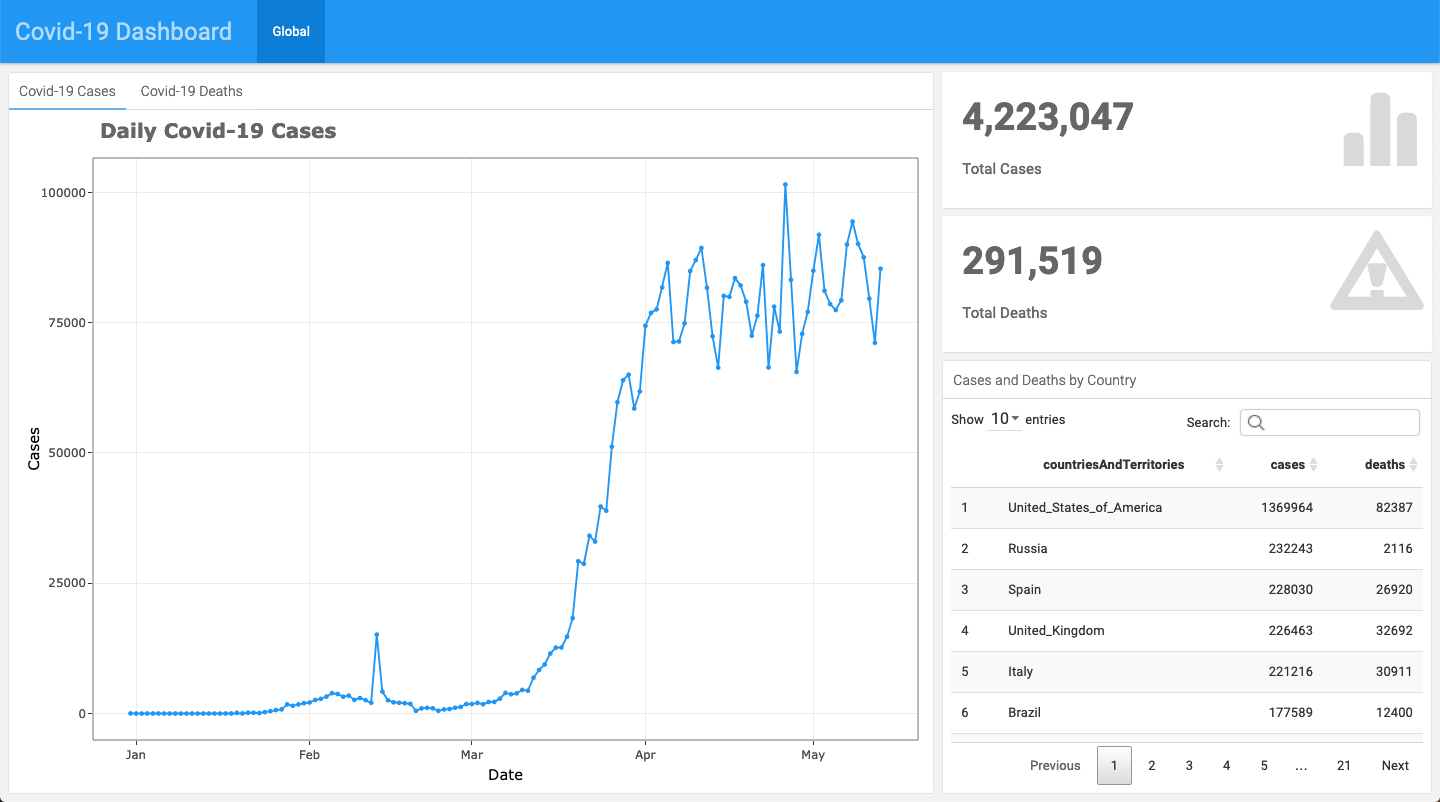 Covid-19 Dashboard Global
Covid-19 Cases Covid-19 Deaths
Daily Covid-19 Cases
100000
75000
50000
25000
0
Cases
Jan Feb Mar Apr May
Date
4,223,047
Total Cases
291,519
Total Deaths
Cases and Deaths by Country
Show 10 entries Search:
countriesAndTerritories cases deaths
1 United_States_of_America 1369964 82387
2 Russia 232243 2116
3 Spain 228030 26920
4 United_Kingdom 226463 32692
5 Italy 221216 30911
6 Brazil 177589 12400
Previous 1 2 3 4 5 … 21 Next